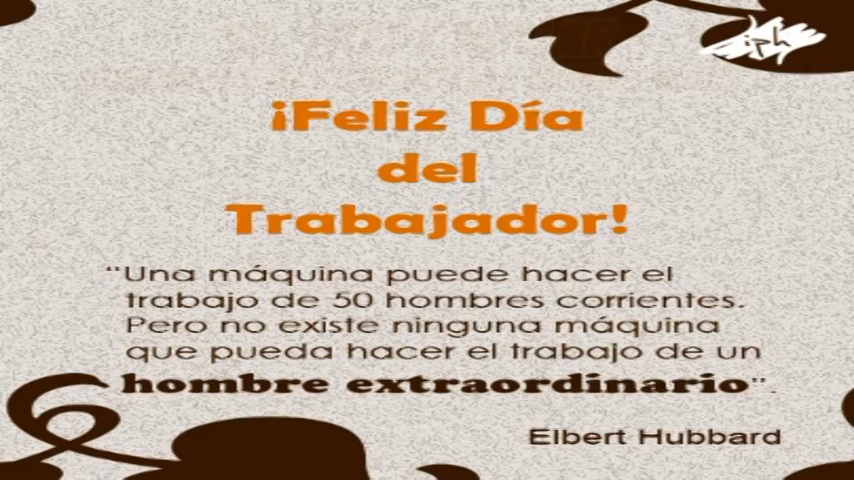 iph
¡Feliz Día
del
Trabajador!
“Una máquina puede hacer el
trabajo de 50 hombres corrientes.
Pero no existe ninguna máquina
que pueda hacer el trabajo de un
hombre extraordinario”.
Elbert Hubbard